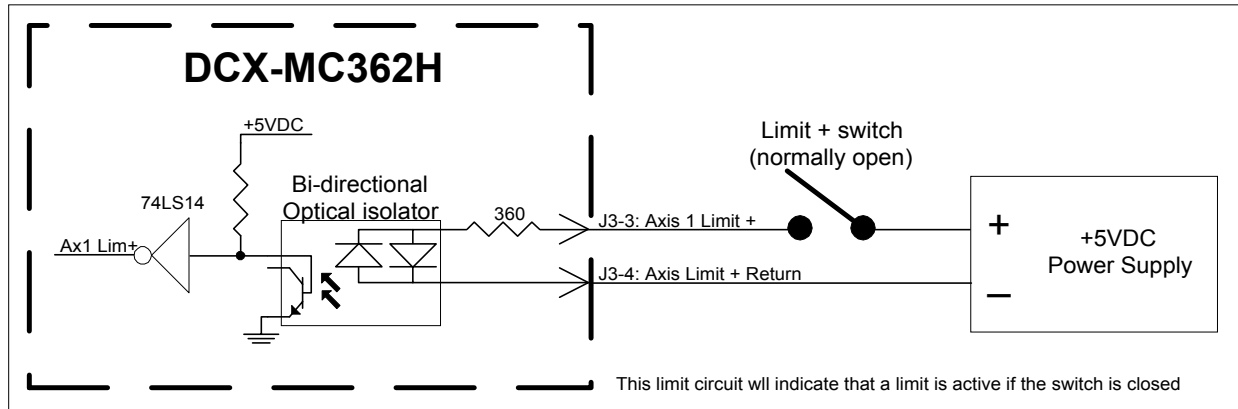 DCX-MC362H
+5VDC
Bi-directional
Optical isolator
74LS14
Ax1 Lim+
360
J3-3: Axis 1 Limit +
J3-4: Axis Limit + Return
Limit + switch
(normally open)
+
−
+5VDC
Power Supply
This limit circuit wll indicate that a limit is active if the switch is closed